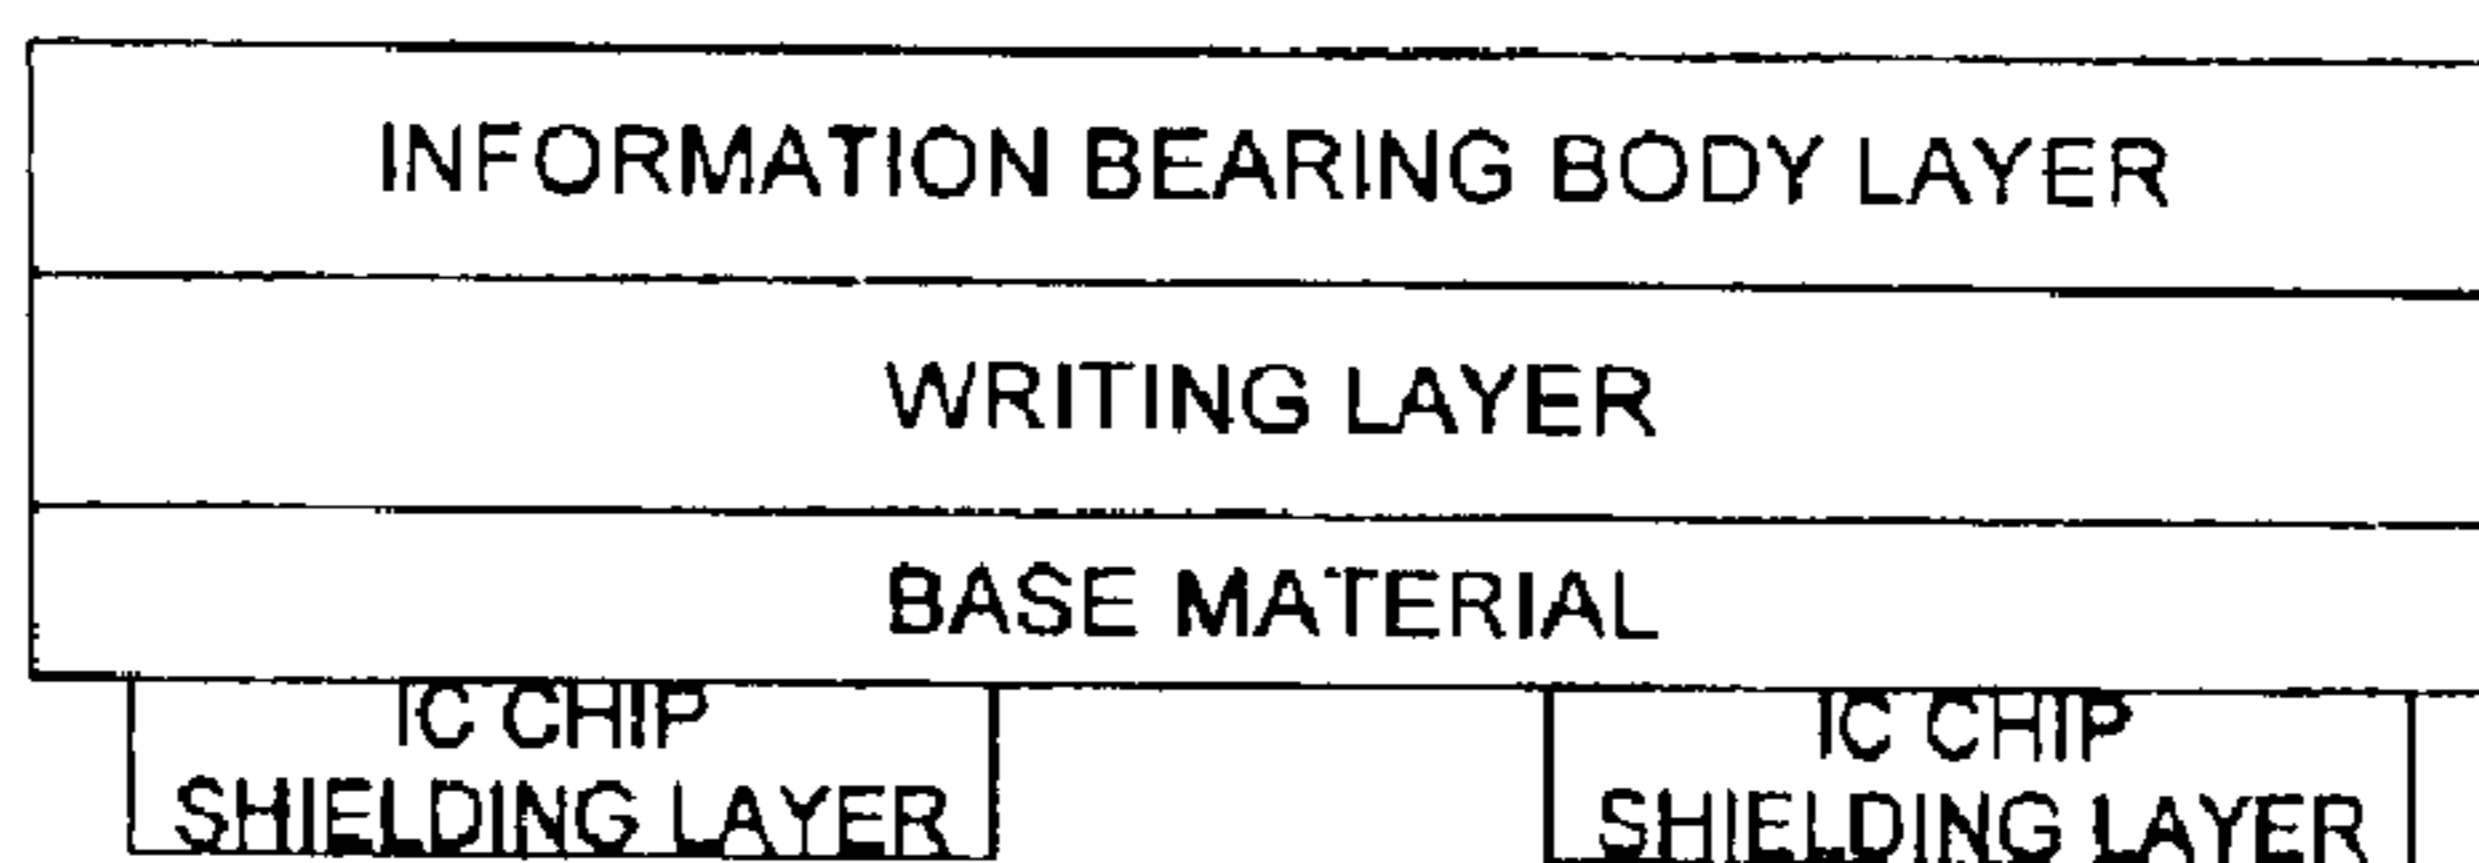 INFORMATION BEARING BODY LAYER
WRITING LAYER
BASE MATERIAL
IC CHIP
SHIELDING LAYER
IC CHIP
SHIELDING LAYER